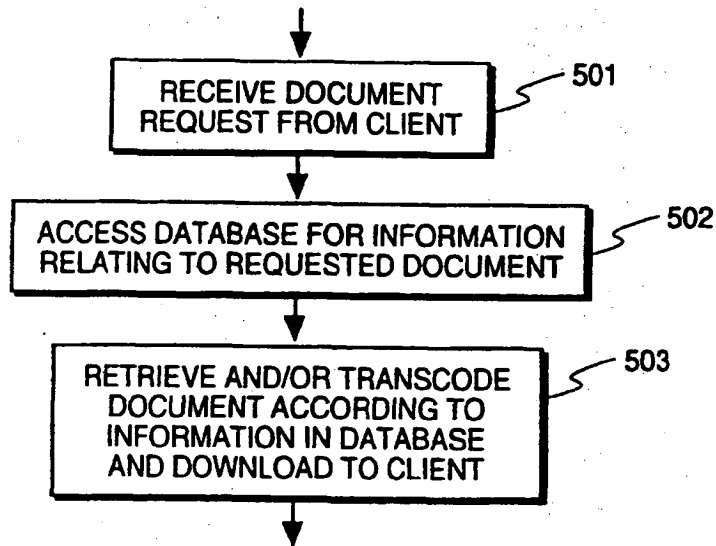 RECEIVE DOCUMENT
REQUEST FROM CLIENT
501
ACCESS DATABASE FOR INFORMATION
RELATING TO REQUESTED DOCUMENT
502
RETRIEVE AND/OR TRANSCODE
DOCUMENT ACCORDING TO
INFORMATION IN DATABASE
AND DOWNLOAD TO CLIENT
503